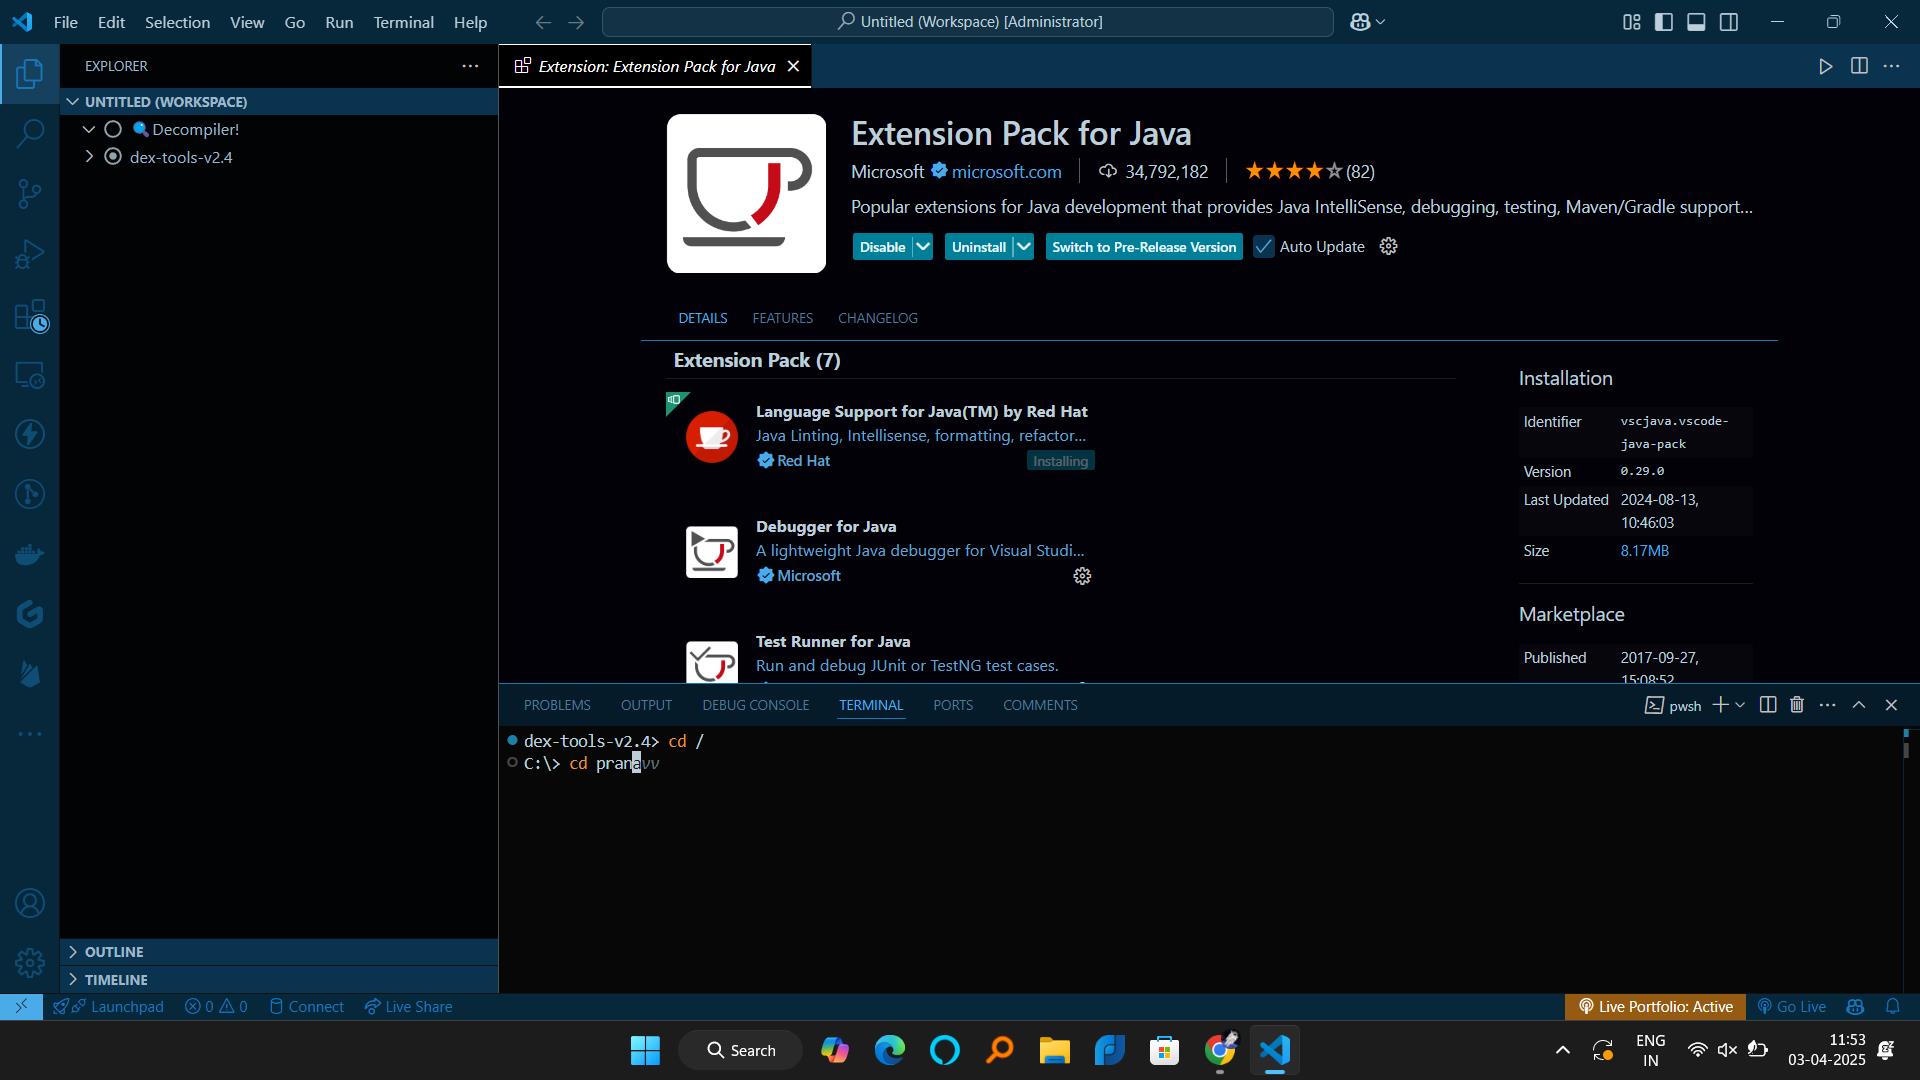 File Edit Selection View Go Run Terminal Help
Untitled (Workspace) [Administrator]
EXPLORER
Extension: Extension Pack for Java
UNTITLED (WORKSPACE)
Decompiler!
dex-tools-v2.4
Extension Pack for Java
Microsoft microsoft.com 34,792,182 (82)
Popular extensions for Java development that provides Java IntelliSense, debugging, testing, Maven/Gradle support...
Disable Uninstall Switch to Pre-Release Version Auto Update
DETAILS FEATURES CHANGELOG
Extension Pack (7)
Language Support for Java(TM) by Red Hat
Java Linting, Intellisense, formatting, refactor...
Red Hat Installing
Debugger for Java
A lightweight Java debugger for Visual Studi...
Microsoft
Test Runner for Java
Run and debug JUnit or TestNG test cases.
Installation
Identifier vscjava.vscode-
java-pack
Version 0.29.0
Last Updated 2024-08-13,
10:46:03
Size 8.17MB
Marketplace
Published 2017-09-27,
15:08:52
PROBLEMS OUTPUT DEBUG CONSOLE TERMINAL PORTS COMMENTS pwsh
dex-tools-v2.4> cd /
C:\> cd pranavv
OUTLINE
TIMELINE
Launchpad 0 0 Connect Live Share Live Portfolio: Active Go Live
Search
ENG
IN
11:53
03-04-2025